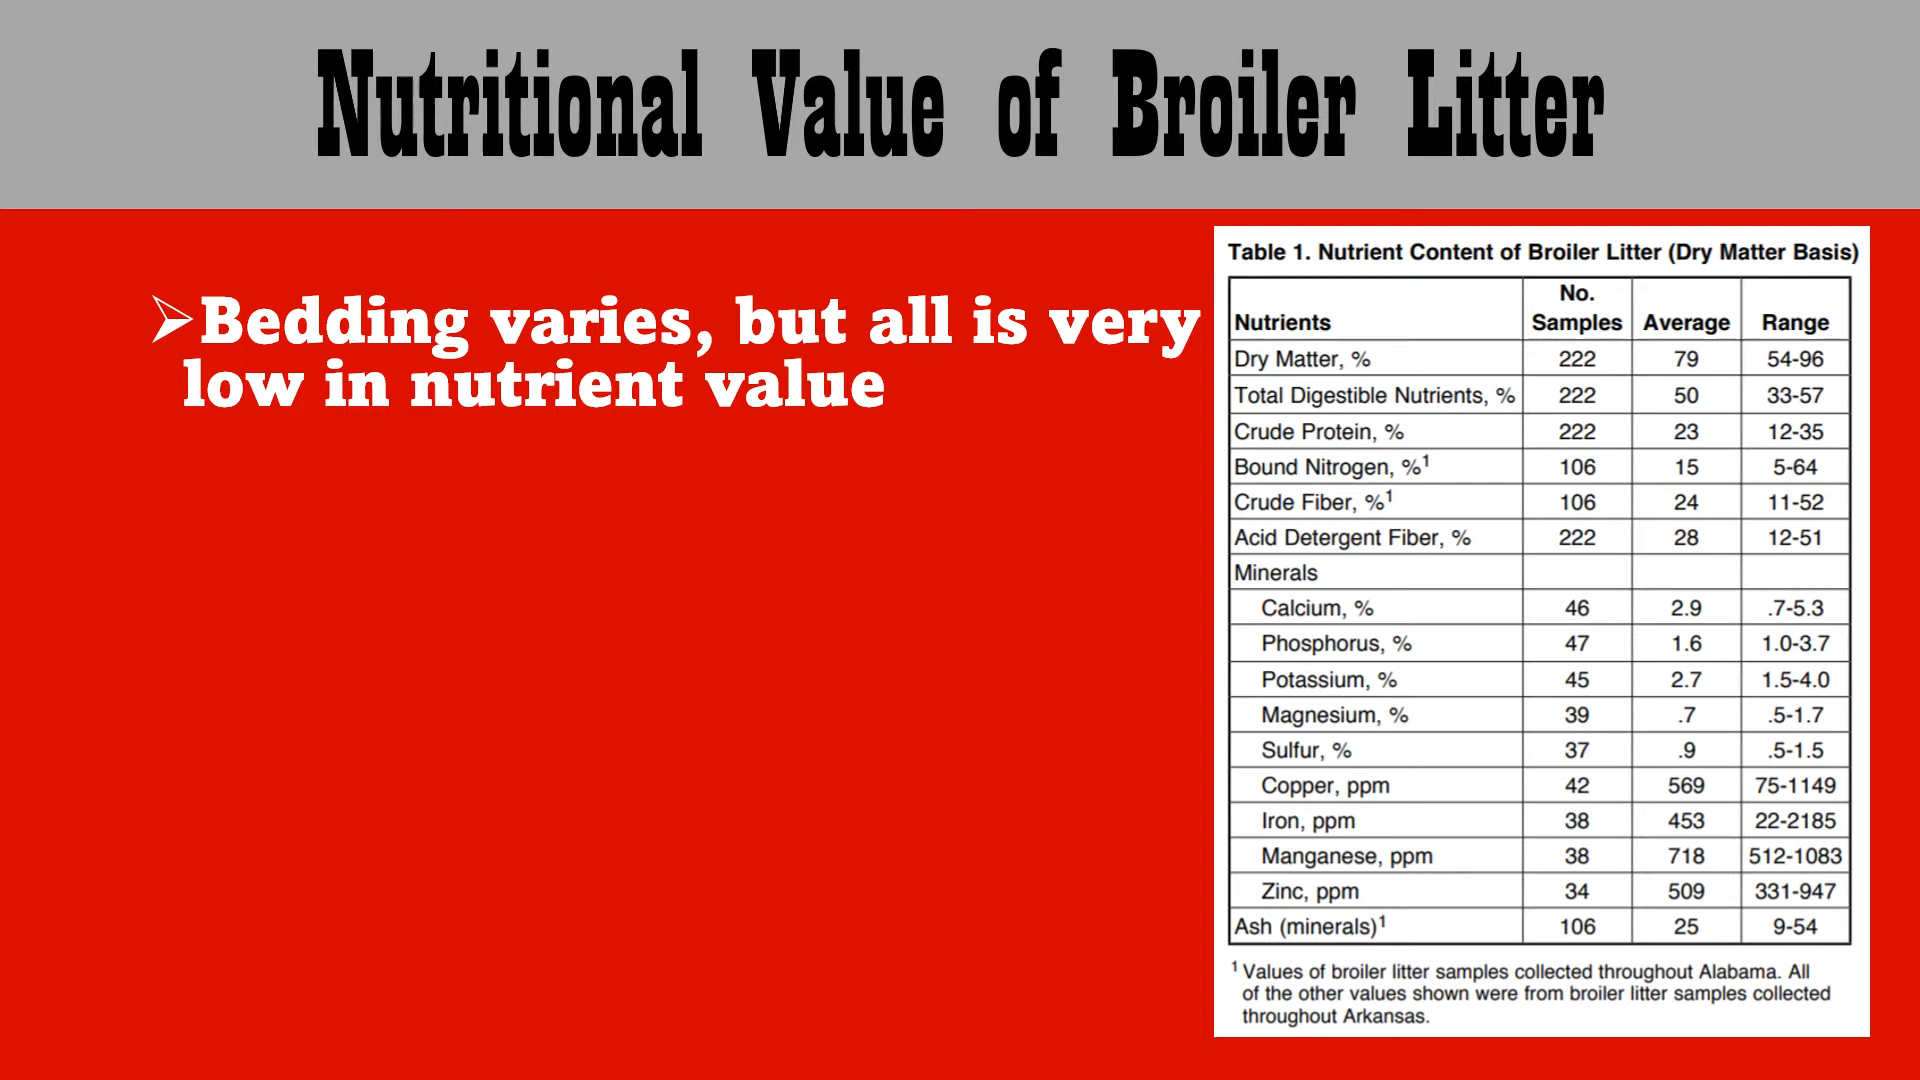 Nutritional Value of Broiler Litter
➢Bedding varies, but all is very
low in nutrient value
Table 1. Nutrient Content of Broiler Litter (Dry Matter Basis)
Nutrients No. Samples Average Range
Dry Matter, % 222 79 54-96
Total Digestible Nutrients, % 222 50 33-57
Crude Protein, % 222 23 12-35
Bound Nitrogen, %¹ 106 15 5-64
Crude Fiber, %¹ 106 24 11-52
Acid Detergent Fiber, % 222 28 12-51
Minerals
Calcium, % 46 2.9 .7-5.3
Phosphorus, % 47 1.6 1.0-3.7
Potassium, % 45 2.7 1.5-4.0
Magnesium, % 39 .7 .5-1.7
Sulfur, % 37 .9 .5-1.5
Copper, ppm 42 569 75-1149
Iron, ppm 38 453 22-2185
Manganese, ppm 38 718 512-1083
Zinc, ppm 34 509 331-947
Ash (minerals)¹ 106 25 9-54
¹ Values of broiler litter samples collected throughout Alabama. All
of the other values shown were from broiler litter samples collected
throughout Arkansas.